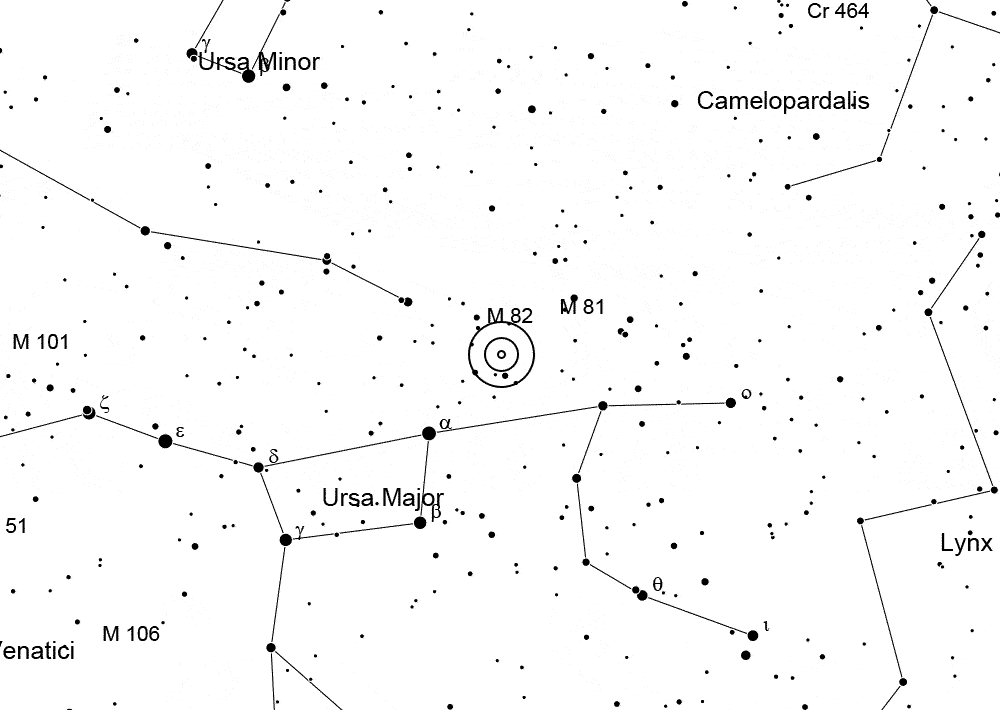 Cr 464
γ
Ursa Minor
β
Camelopardalis
M 81
M 82
M 101
ζ
ο
ε
α
δ
Ursa Major
β
51
γ
Lynx
θ
ι
M 106
Venatici